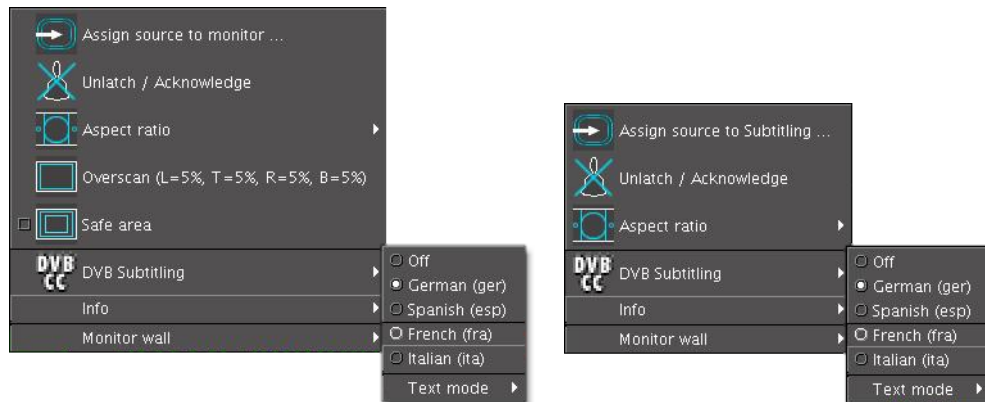 Assign source to monitor ...
Unlatch / Acknowledge
Aspect ratio
Overscan (L=5%, T=5%, R=5%, B=5%)
Safe area
DVB CC DVB Subtitling
Info
Monitor wall
Off
German (ger)
Spanish (esp)
French (fra)
Italian (ita)
Text mode
Assign source to Subtitling ...
Unlatch / Acknowledge
Aspect ratio
DVB CC DVB Subtitling
Info
Monitor wall
Off
German (ger)
Spanish (esp)
French (fra)
Italian (ita)
Text mode